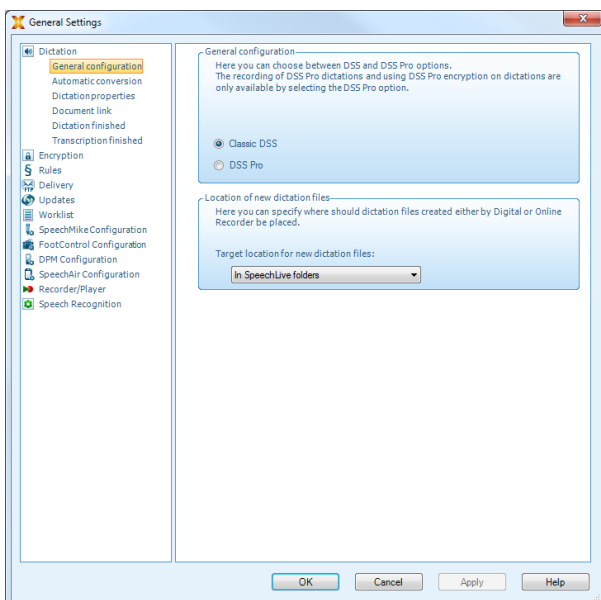 General Settings
Dictation
General configuration
Automatic conversion
Dictation properties
Document link
Dictation finished
Transcription finished
Encryption
Rules
Delivery
Updates
Worklist
SpeechMike Configuration
FootControl Configuration
DPM Configuration
SpeechAir Configuration
Recorder/Player
Speech Recognition
General configuration
Here you can choose between DSS and DSS Pro options.
The recording of DSS Pro dictations and using DSS Pro encryption on dictations are
only available by selecting the DSS Pro option.
Classic DSS
DSS Pro
Location of new dictation files
Here you can specify where should dictation files created either by Digital or Online
Recorder be placed.
Target location for new dictation files:
In SpeechLive folders
OK
Cancel
Apply
Help